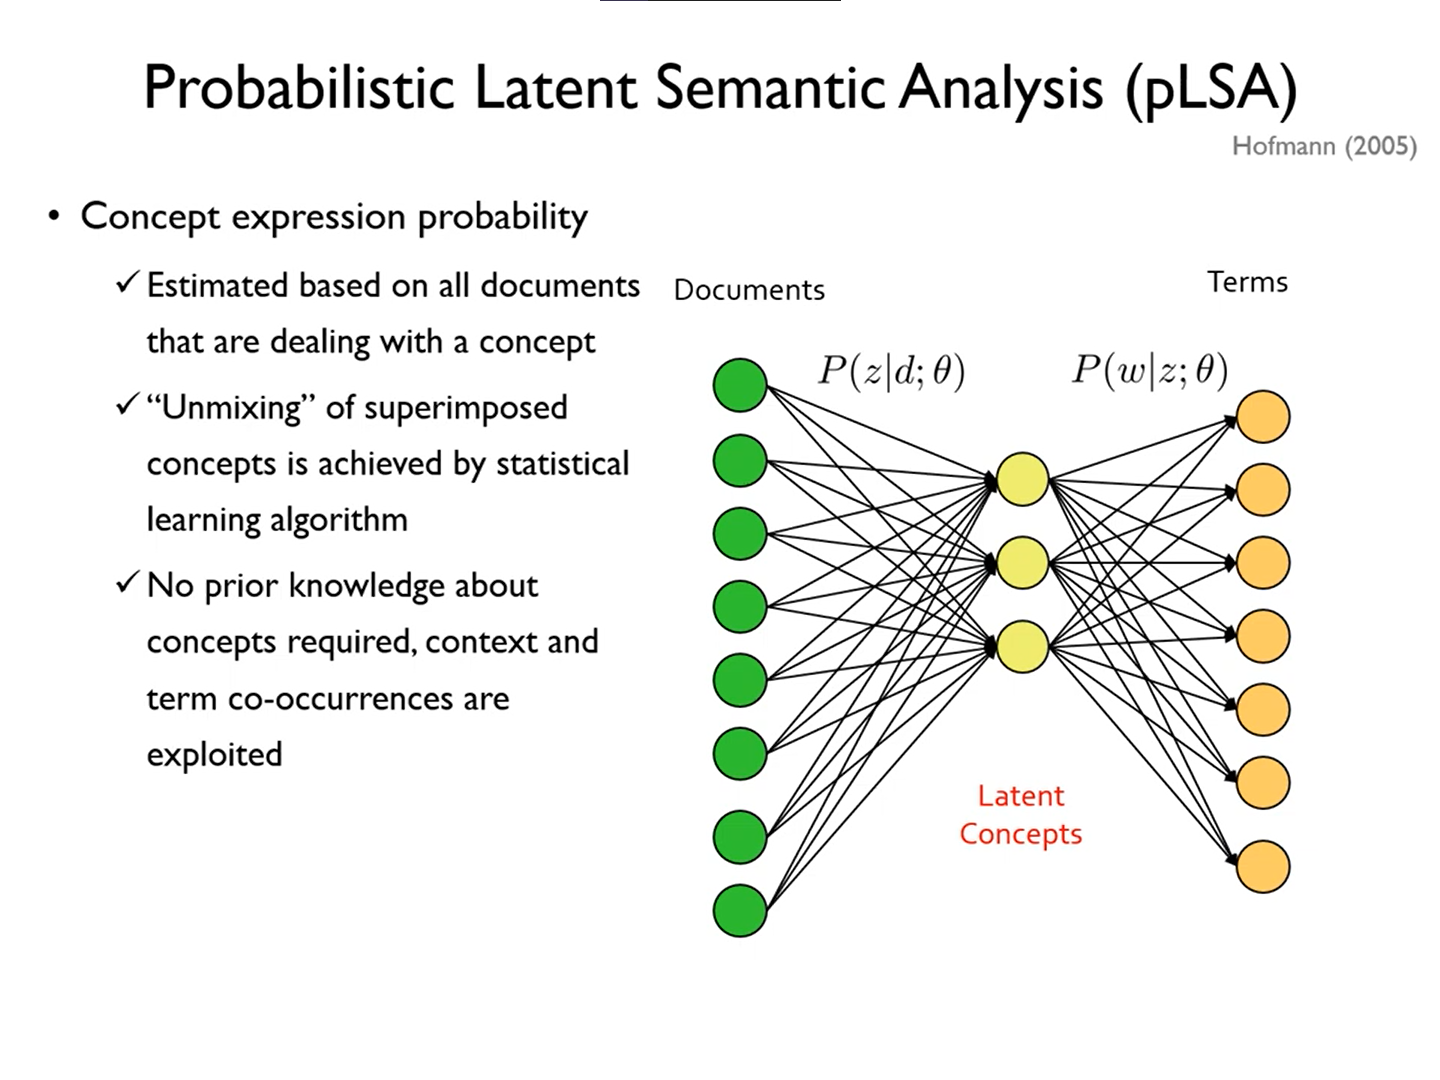 Probabilistic Latent Semantic Analysis (pLSA)
Hofmann (2005)
• Concept expression probability
✓ Estimated based on all documents
that are dealing with a concept
✓ “Unmixing” of superimposed
concepts is achieved by statistical
learning algorithm
✓ No prior knowledge about
concepts required, context and
term co-occurrences are
exploited
Documents
Terms
P(z|d; θ)
P(w|z; θ)
Latent
Concepts